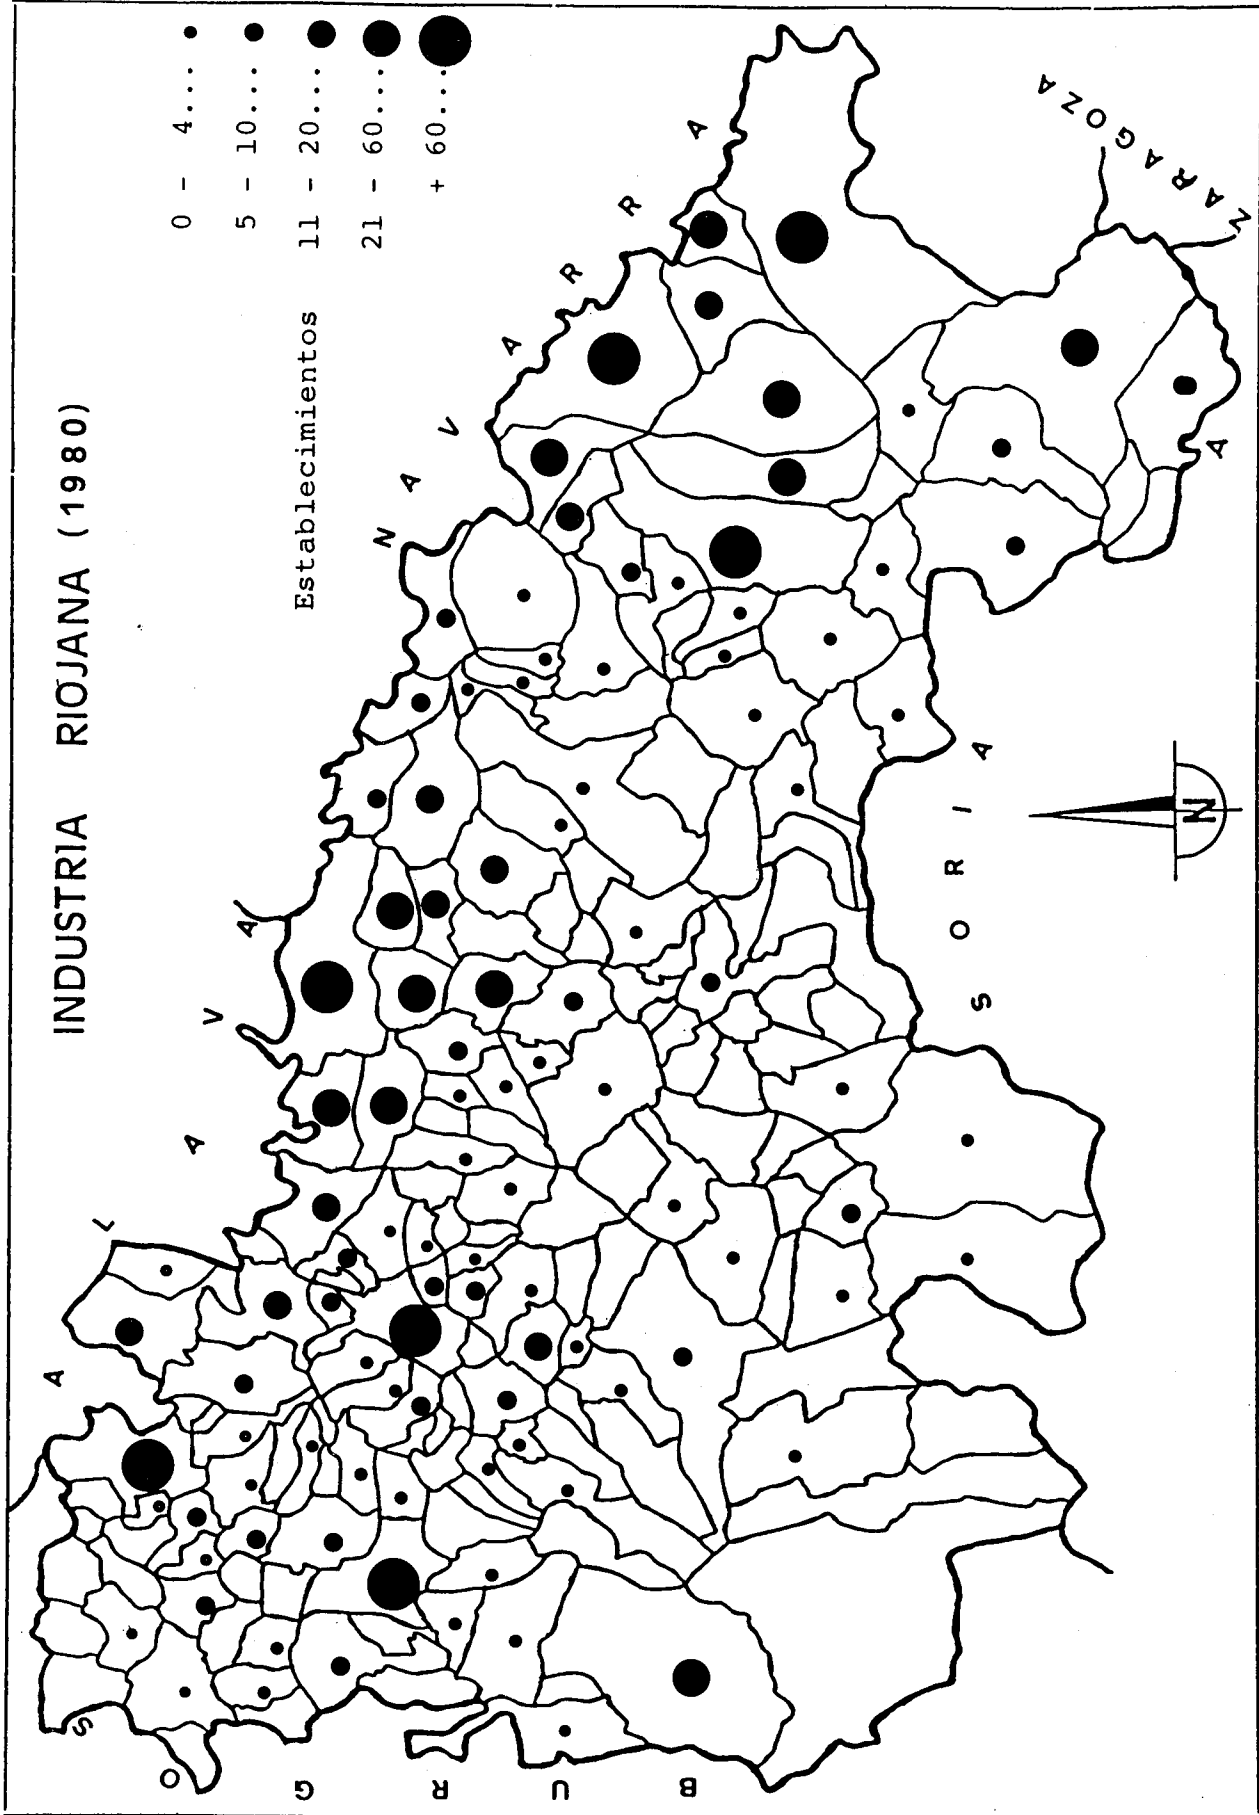 INDUSTRIA RIOJANA (1980)
Establecimientos
0 - 4...
5 - 10...
11 - 20...
21 - 60...
+ 60...
BURGOS
ALAVA
NAVARRA
ZARAGOZA
SORIA
N